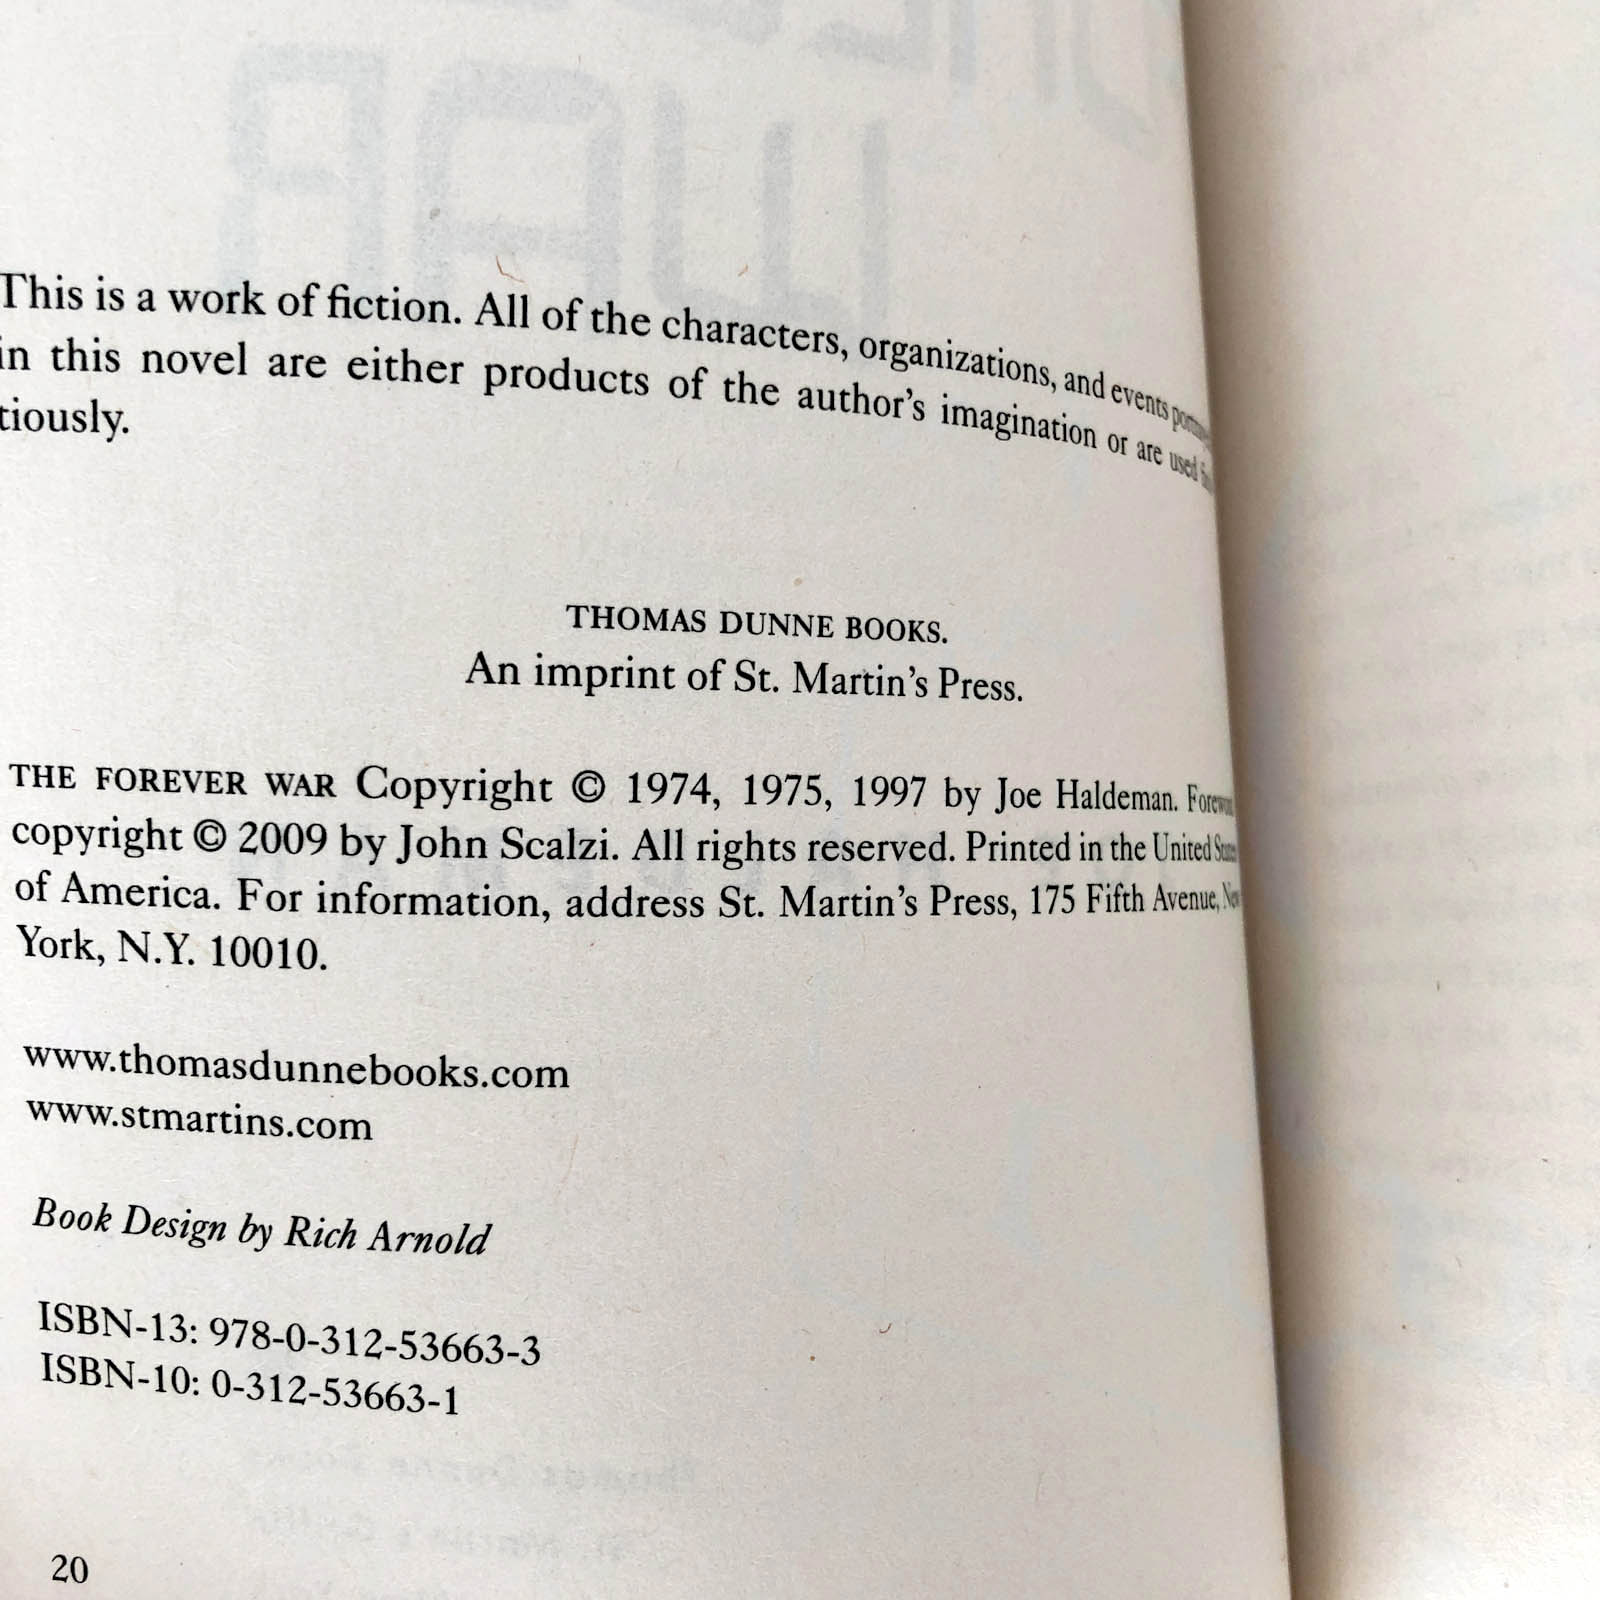 This is a work of fiction. All of the characters, organizations, and events
in this novel are either products of the author's imagination or are used
tiously.
THOMAS DUNNE BOOKS.
An imprint of St. Martin's Press.
THE FOREVER WAR Copyright © 1974, 1975, 1997 by Joe Haldeman. Foreword
copyright © 2009 by John Scalzi. All rights reserved. Printed in the United States
of America. For information, address St. Martin's Press, 175 Fifth Avenue, New
York, N.Y. 10010.
www.thomasdunnebooks.com
www.stmartins.com
Book Design by Rich Arnold
ISBN-13: 978-0-312-53663-3
ISBN-10: 0-312-53663-1
20